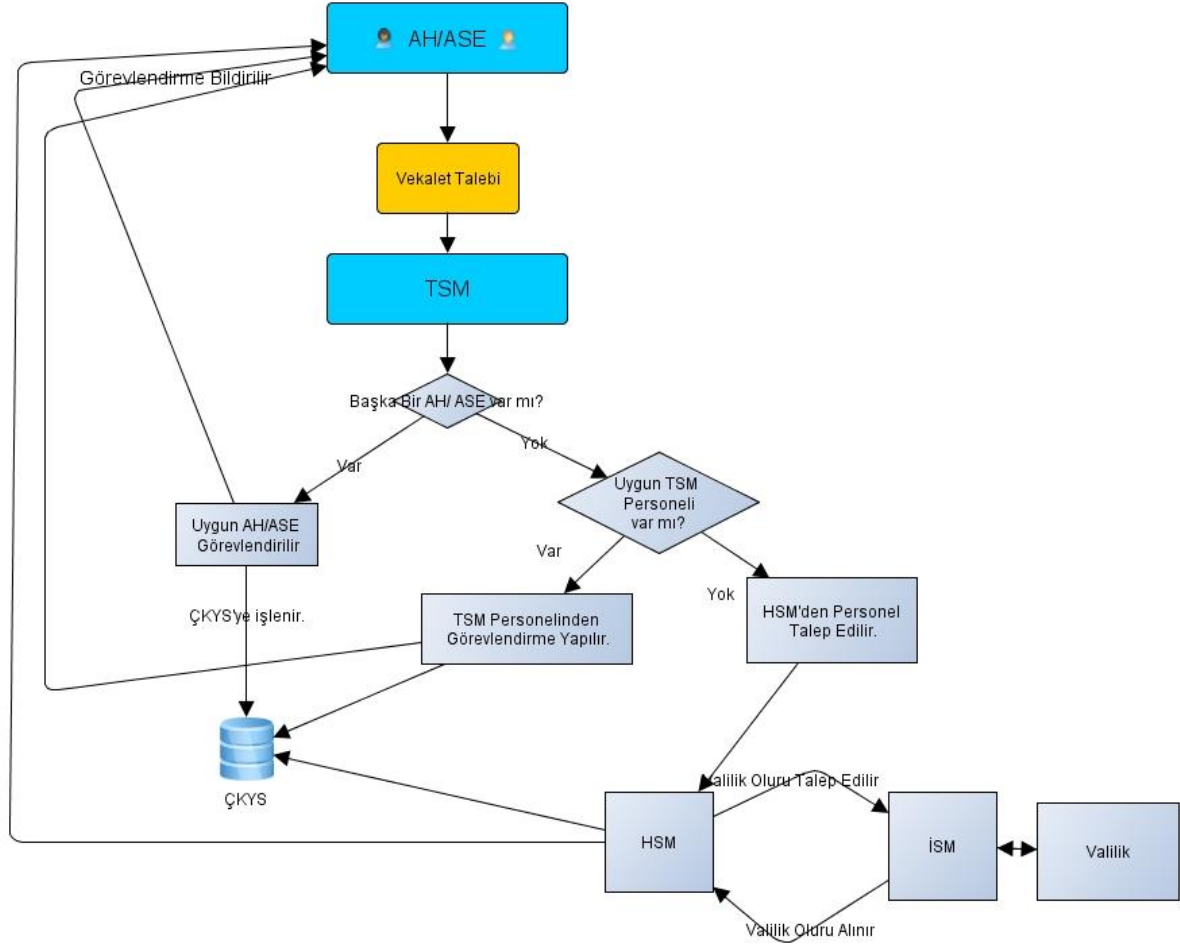 AH/ASE
Görevlendirme Bildirilir
Vekalet Talebi
TSM
Başka Bir AH/ ASE var mı?
Yok
Var
Uygun TSM
Personeli
var mı?
Uygun AH/ASE
Görevlendirilir
Var
Yok
HSM'den Personel
Talep Edilir.
ÇKYS'ye işlenir.
TSM Personelinden
Görevlendirme Yapılır.
ÇKYS
Valilik Oluru Talep Edilir
HSM
İSM
Valilik
Valilik Oluru Alınır